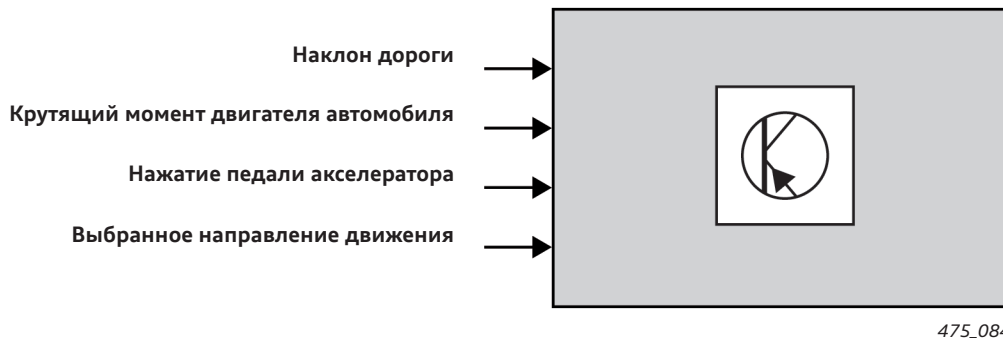 Наклон дороги
Крутящий момент двигателя автомобиля
Нажатие педали акселератора
Выбранное направление движения
475_084